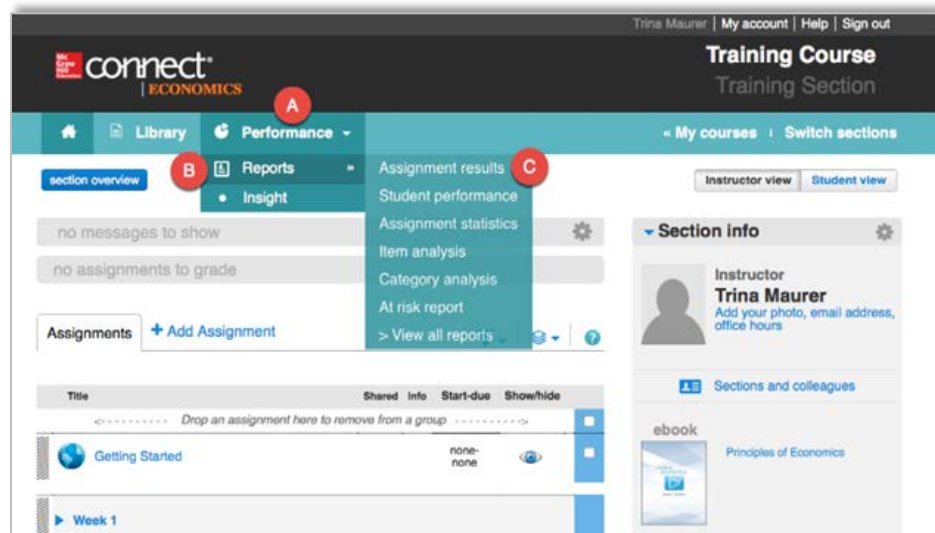 Trina Maurer | My account | Help | Sign out
Mc Graw Hill Education
connect®
ECONOMICS
Training Course
Training Section
A
Library
Performance
« My courses | Switch sections
section overview
B
Reports »
Assignment results
C
Instructor view
Student view
Insight
Student performance
no messages to show
Assignment statistics
Section info
Item analysis
no assignments to grade
Category analysis
Instructor
Trina Maurer
Add your photo, email address,
office hours
At risk report
Assignments
+ Add Assignment
> View all reports
?
Sections and colleagues
Title Shared Info Start-due Show/hide
Drop an assignment here to remove from a group
ebook
Getting Started
none-
none
Principles of Economics
Week 1